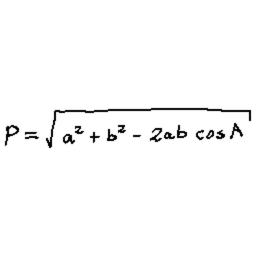 P = √(a² + b² - 2ab cos A)